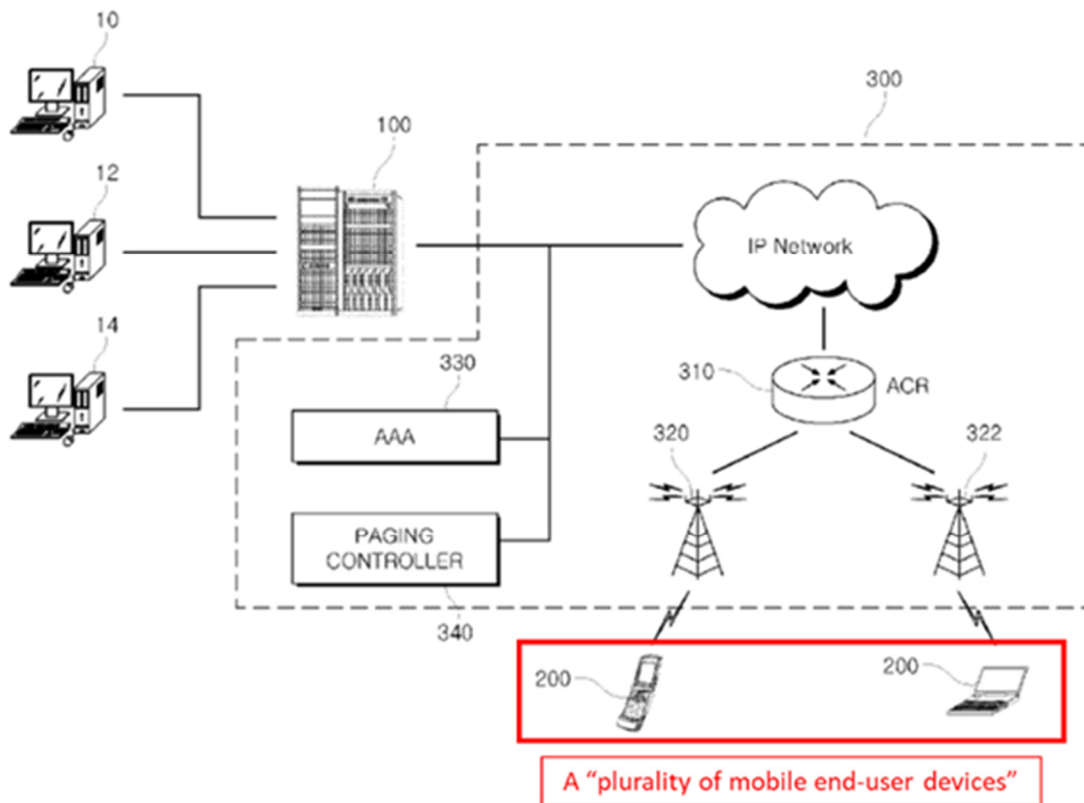 10
300
100
12
IP Network
14
330
310
ACR
AAA
320
322
PAGING
CONTROLLER
340
200
200
A “plurality of mobile end-user devices”